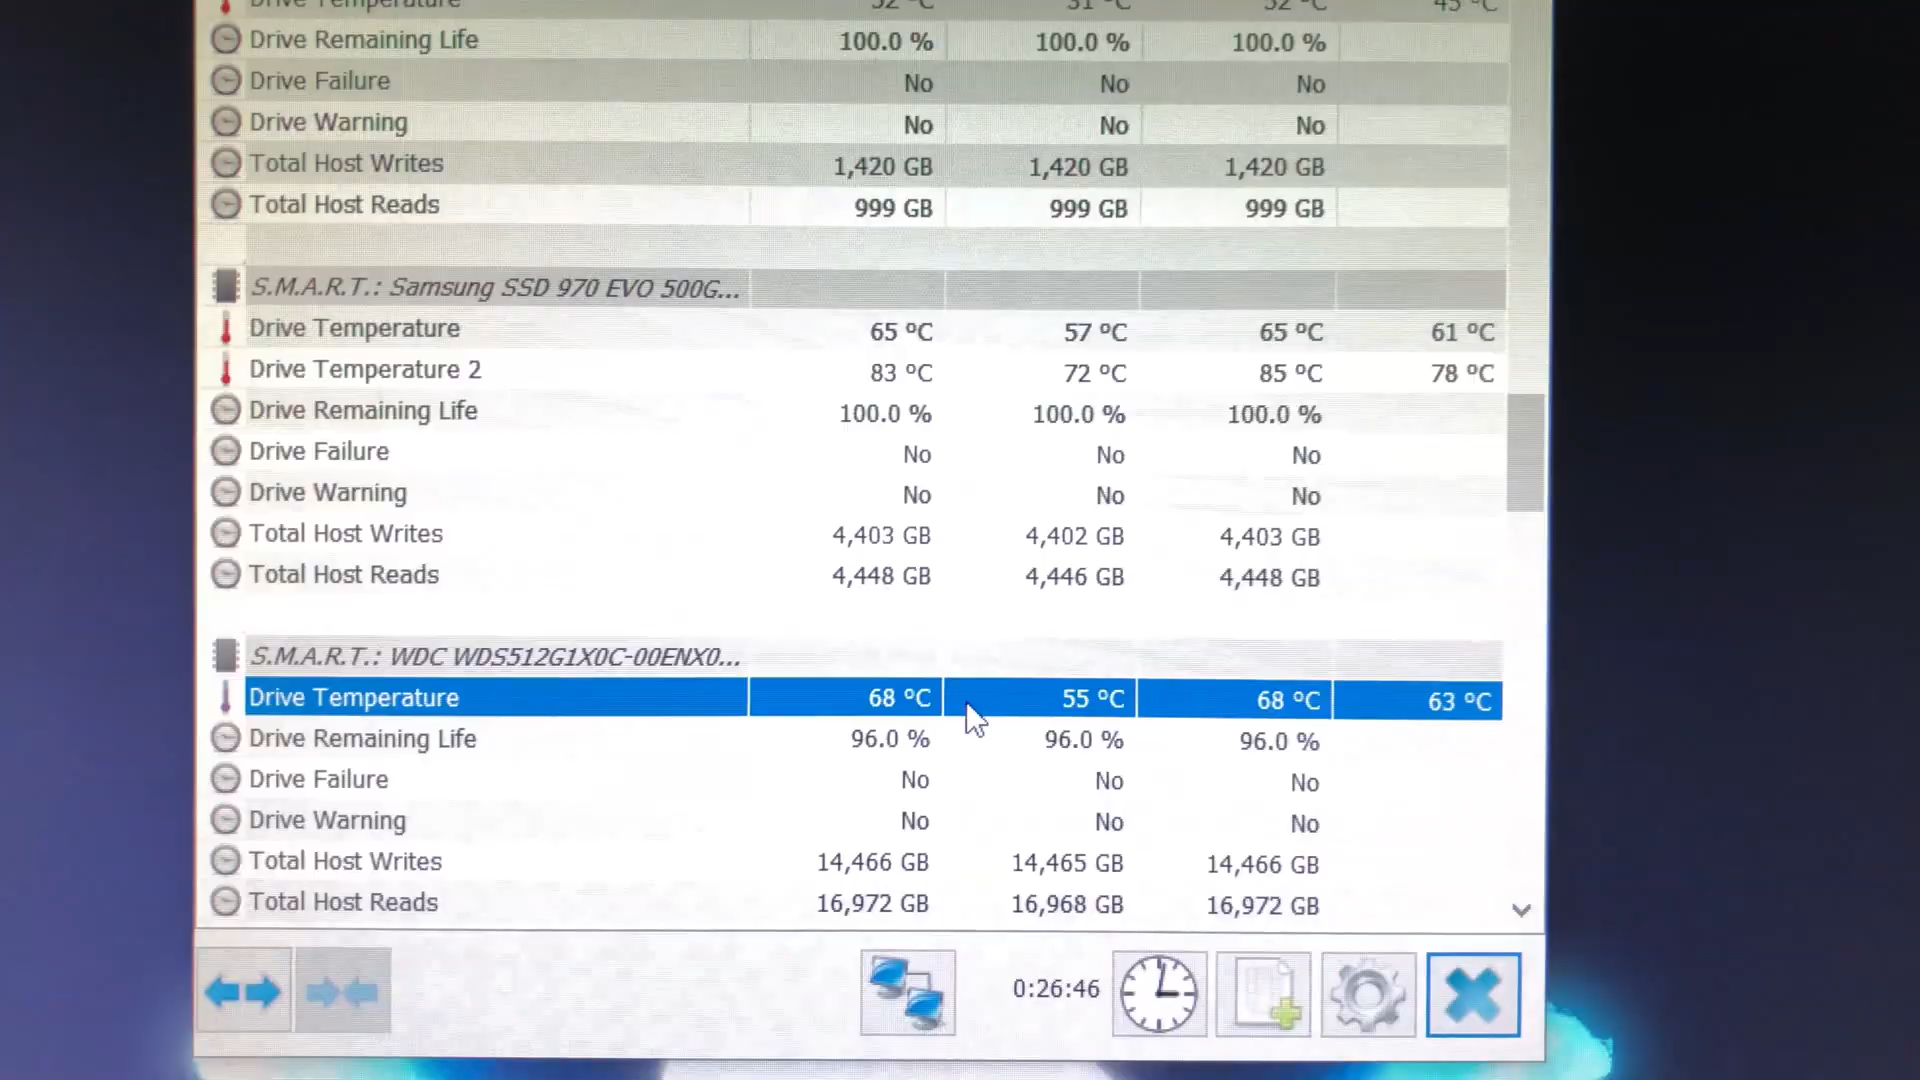 Drive Temperature 52 °C 31 °C 52 °C 45 °C
Drive Remaining Life 100.0 % 100.0 % 100.0 %
Drive Failure No No No
Drive Warning No No No
Total Host Writes 1,420 GB 1,420 GB 1,420 GB
Total Host Reads 999 GB 999 GB 999 GB
S.M.A.R.T.: Samsung SSD 970 EVO 500G...
Drive Temperature 65 °C 57 °C 65 °C 61 °C
Drive Temperature 2 83 °C 72 °C 85 °C 78 °C
Drive Remaining Life 100.0 % 100.0 % 100.0 %
Drive Failure No No No
Drive Warning No No No
Total Host Writes 4,403 GB 4,402 GB 4,403 GB
Total Host Reads 4,448 GB 4,446 GB 4,448 GB
S.M.A.R.T.: WDC WDS512G1X0C-00ENX0...
Drive Temperature 68 °C 55 °C 68 °C 63 °C
Drive Remaining Life 96.0 % 96.0 % 96.0 %
Drive Failure No No No
Drive Warning No No No
Total Host Writes 14,466 GB 14,465 GB 14,466 GB
Total Host Reads 16,972 GB 16,968 GB 16,972 GB
0:26:46